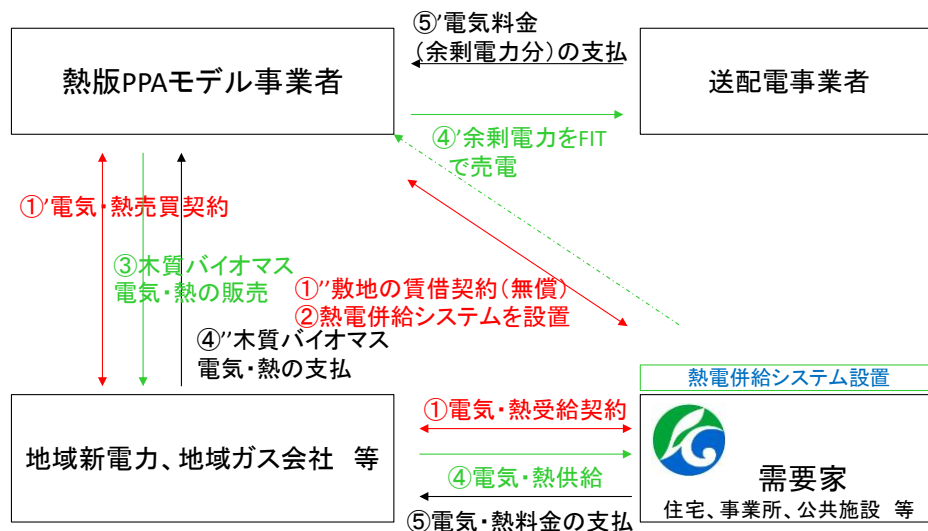 ⑤’電気料金
（余剰電力分）の支払
熱版PPAモデル事業者
送配電事業者
④’余剰電力をFIT
で売電
①’電気・熱売買契約
③木質バイオマス
電気・熱の販売
①’’敷地の賃借契約（無償）
②熱電併給システムを設置
④’’木質バイオマス
電気・熱の支払
熱電併給システム設置
地域新電力、地域ガス会社　等
①電気・熱受給契約
④電気・熱供給
⑤電気・熱料金の支払
需要家
住宅、事業所、公共施設　等